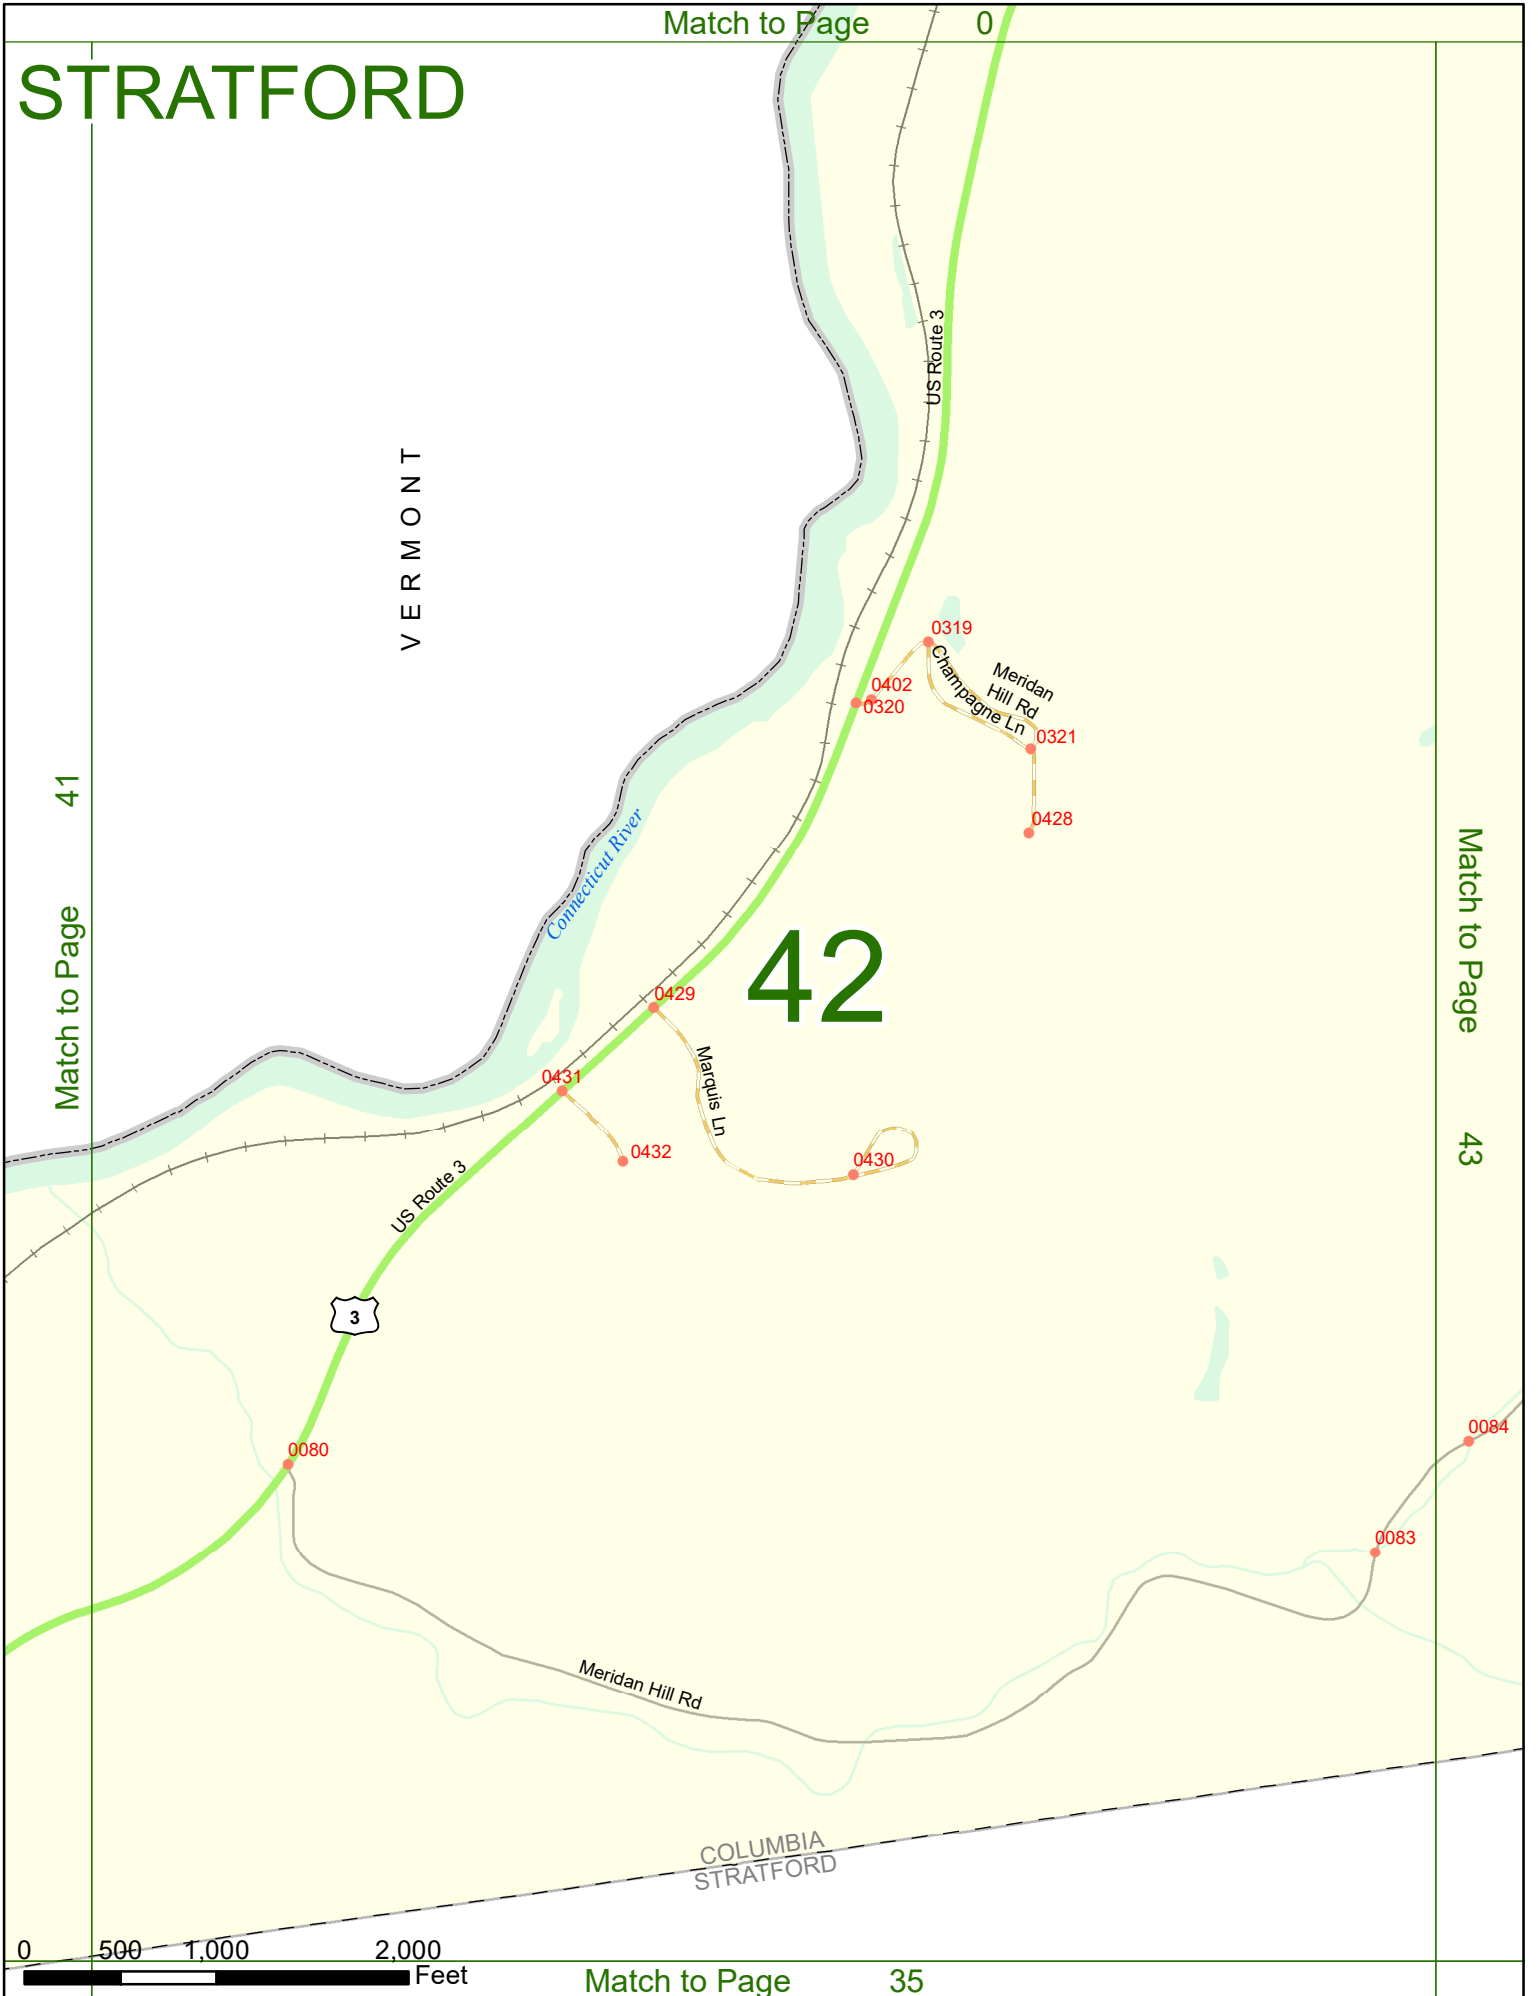 Match to Page 0
STRATFORD
US Route 3
VERMONT
0319
Meridan
Hill Rd
Champagne Ln
0402
0320
0321
0428
41
Match to Page
Connecticut River
Match to Page
43
42
0429
Marquis Ln
0431
0432
0430
US Route 3
3
0080
0084
0083
Meridan Hill Rd
COLUMBIA
STRATFORD
0 500 1,000 2,000
Feet
Match to Page 35